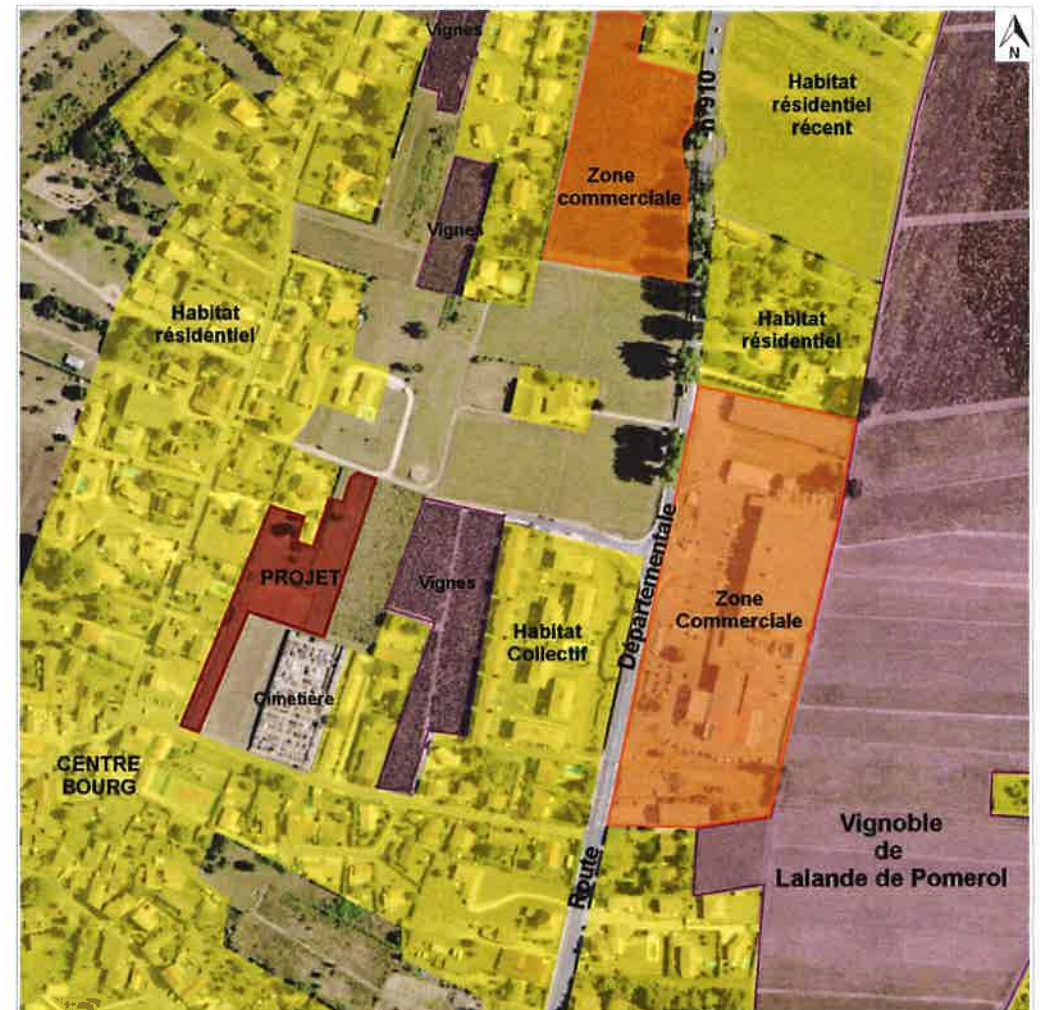 Vignes
N
n°910
Habitat
résidentiel
récent
Zone
commerciale
Vignes
Habitat
résidentiel
Habitat
résidentiel
PROJET
Vignes
Zone
Commerciale
Habitat
Collectif
Départementale
Cimetière
CENTRE
BOURG
Vignoble
de
Lalande de Pomerol
Route